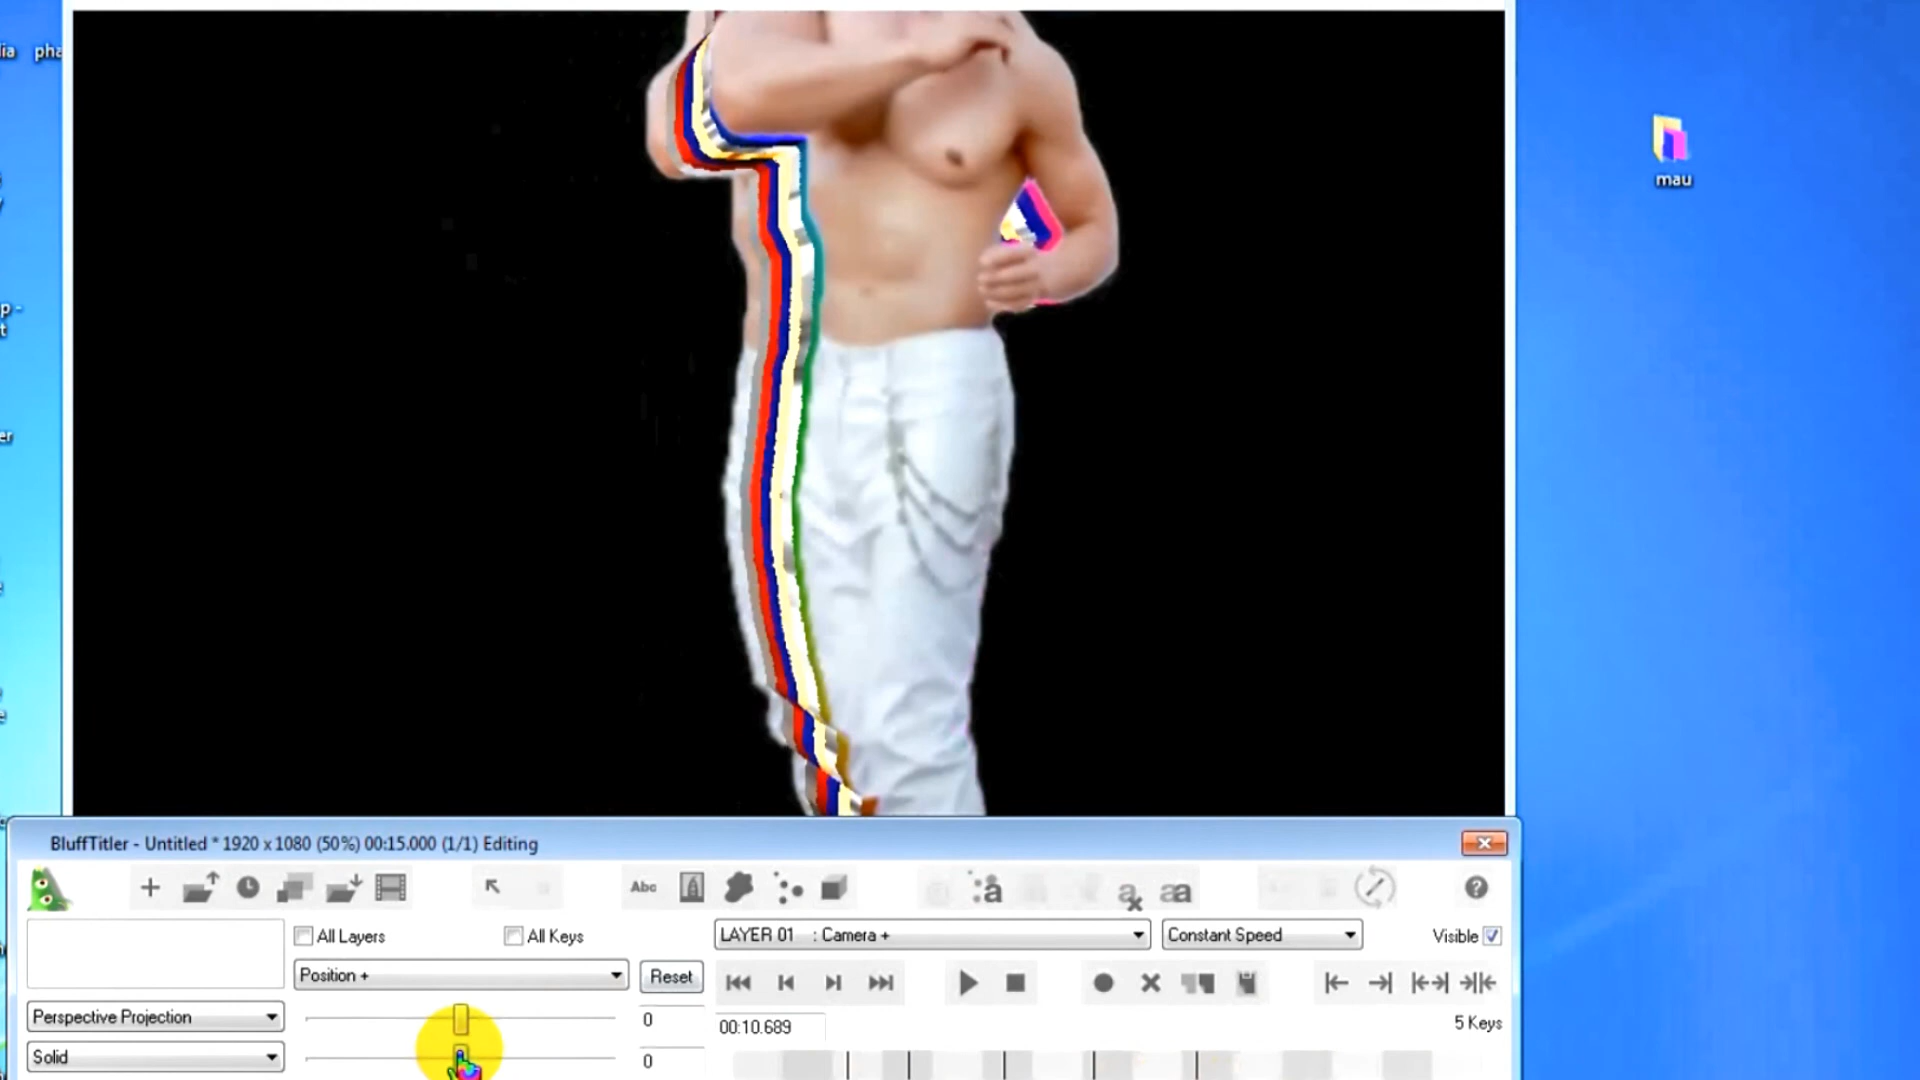 mau
BluffTitler - Untitled * 1920 x 1080 (50%) 00:15.000 (1/1) Editing
Abc
a
a
aa
?
All Layers
All Keys
LAYER 01 : Camera +
Constant Speed
Visible
Position +
Reset
Perspective Projection
0
00:10.689
5 Keys
Solid
0